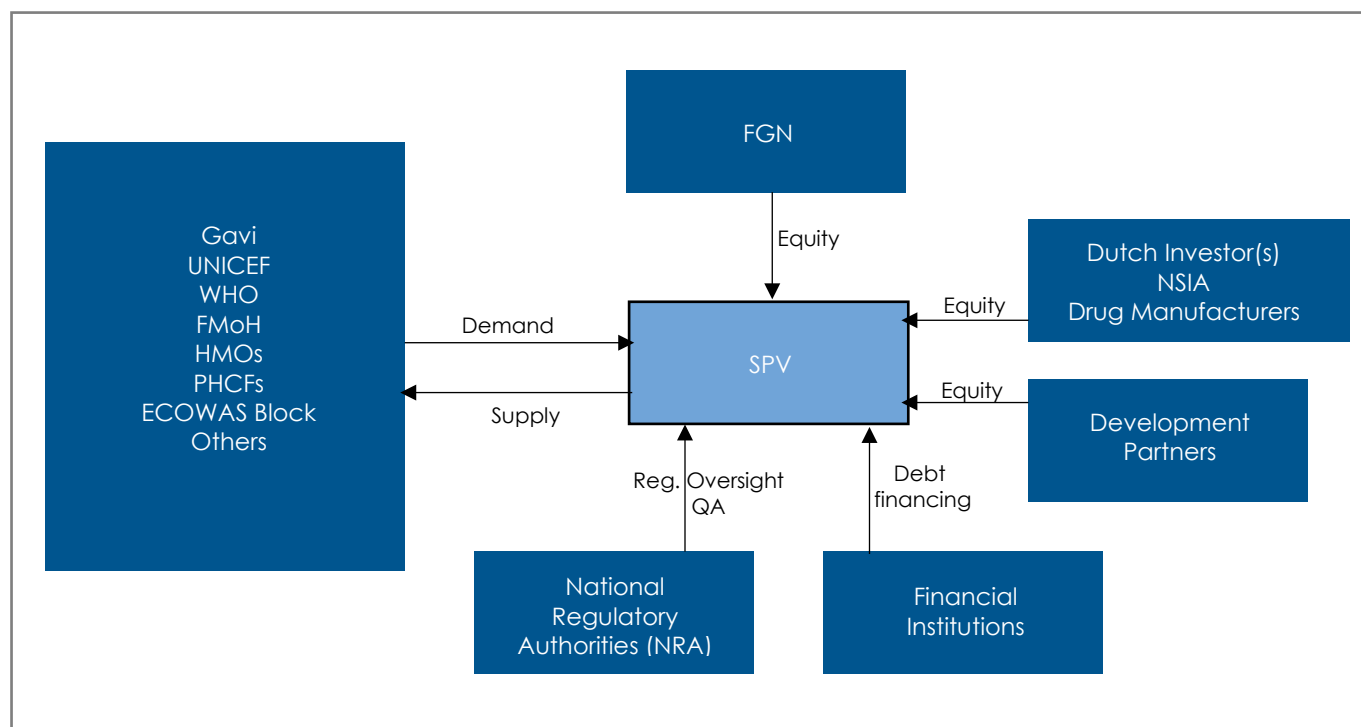 FGN
Equity
Gavi
UNICEF
WHO
FMoH
HMOs
PHCFs
ECOWAS Block
Others
Demand
Supply
SPV
Equity
Dutch Investor(s)
NSIA
Drug Manufacturers
Equity
Development
Partners
Reg. Oversight
QA
Debt
financing
National
Regulatory
Authorities (NRA)
Financial
Institutions